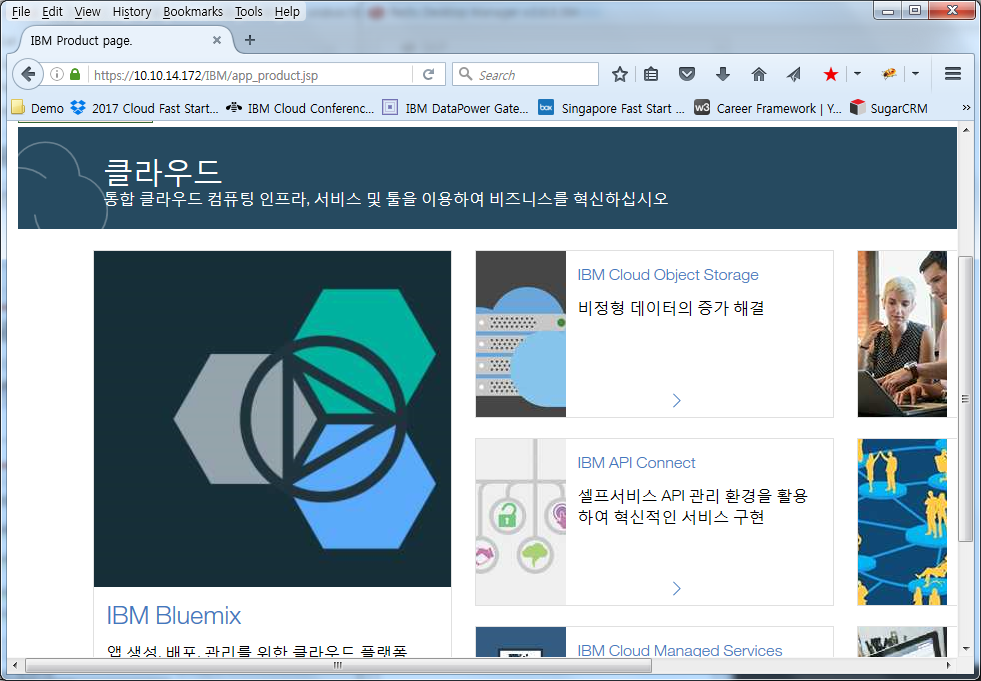 File Edit View History Bookmarks Tools Help
IBM Product page.
https://10.10.14.172/IBM/app_product.jsp
Search
Demo
2017 Cloud Fast Start...
IBM Cloud Conferenc...
IBM DataPower Gate...
box
Singapore Fast Start ...
w3
Career Framework | Y...
SugarCRM
클라우드
통합 클라우드 컴퓨팅 인프라, 서비스 및 툴을 이용하여 비즈니스를 혁신하십시오
IBM Bluemix
앱 생성, 배포, 관리를 위한 클라우드 플랫폼
IBM Cloud Object Storage
비정형 데이터의 증가 해결
IBM API Connect
셀프서비스 API 관리 환경을 활용
하여 혁신적인 서비스 구현
IBM Cloud Managed Services